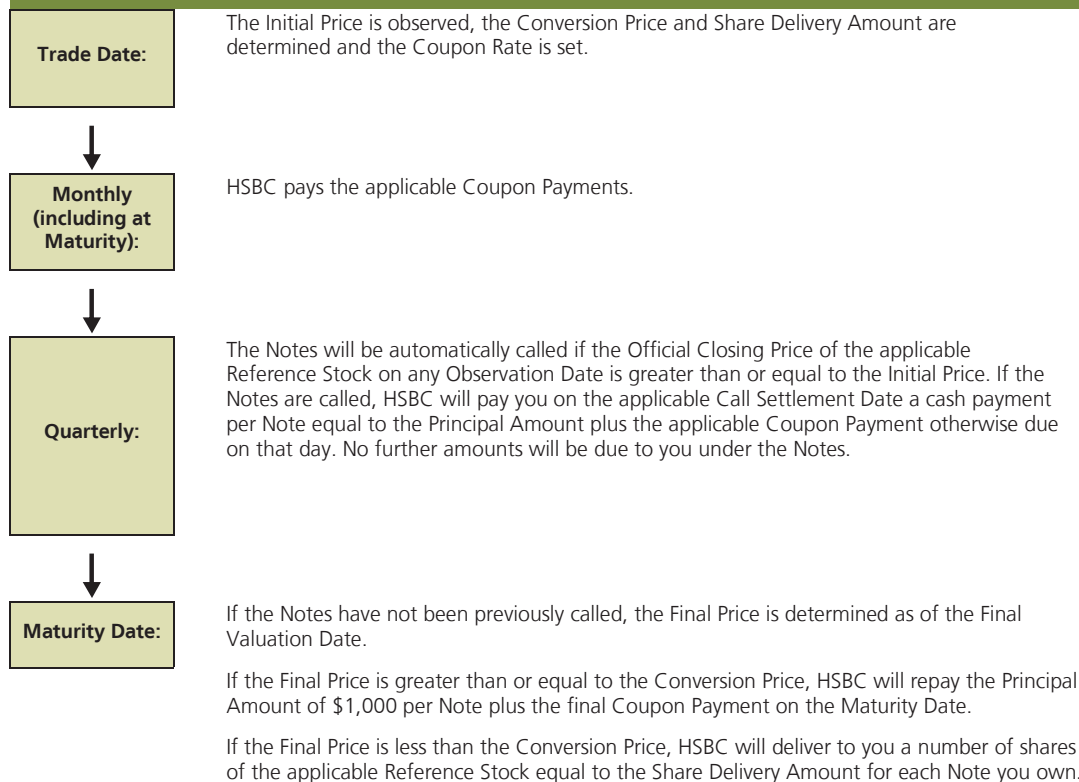 Trade Date:
The Initial Price is observed, the Conversion Price and Share Delivery Amount are
determined and the Coupon Rate is set.
Monthly
(including at
Maturity):
HSBC pays the applicable Coupon Payments.
Quarterly:
The Notes will be automatically called if the Official Closing Price of the applicable
Reference Stock on any Observation Date is greater than or equal to the Initial Price. If the
Notes are called, HSBC will pay you on the applicable Call Settlement Date a cash payment
per Note equal to the Principal Amount plus the applicable Coupon Payment otherwise due
on that day. No further amounts will be due to you under the Notes.
Maturity Date:
If the Notes have not been previously called, the Final Price is determined as of the Final
Valuation Date.
If the Final Price is greater than or equal to the Conversion Price, HSBC will repay the Principal
Amount of $1,000 per Note plus the final Coupon Payment on the Maturity Date.
If the Final Price is less than the Conversion Price, HSBC will deliver to you a number of shares
of the applicable Reference Stock equal to the Share Delivery Amount for each Note you own